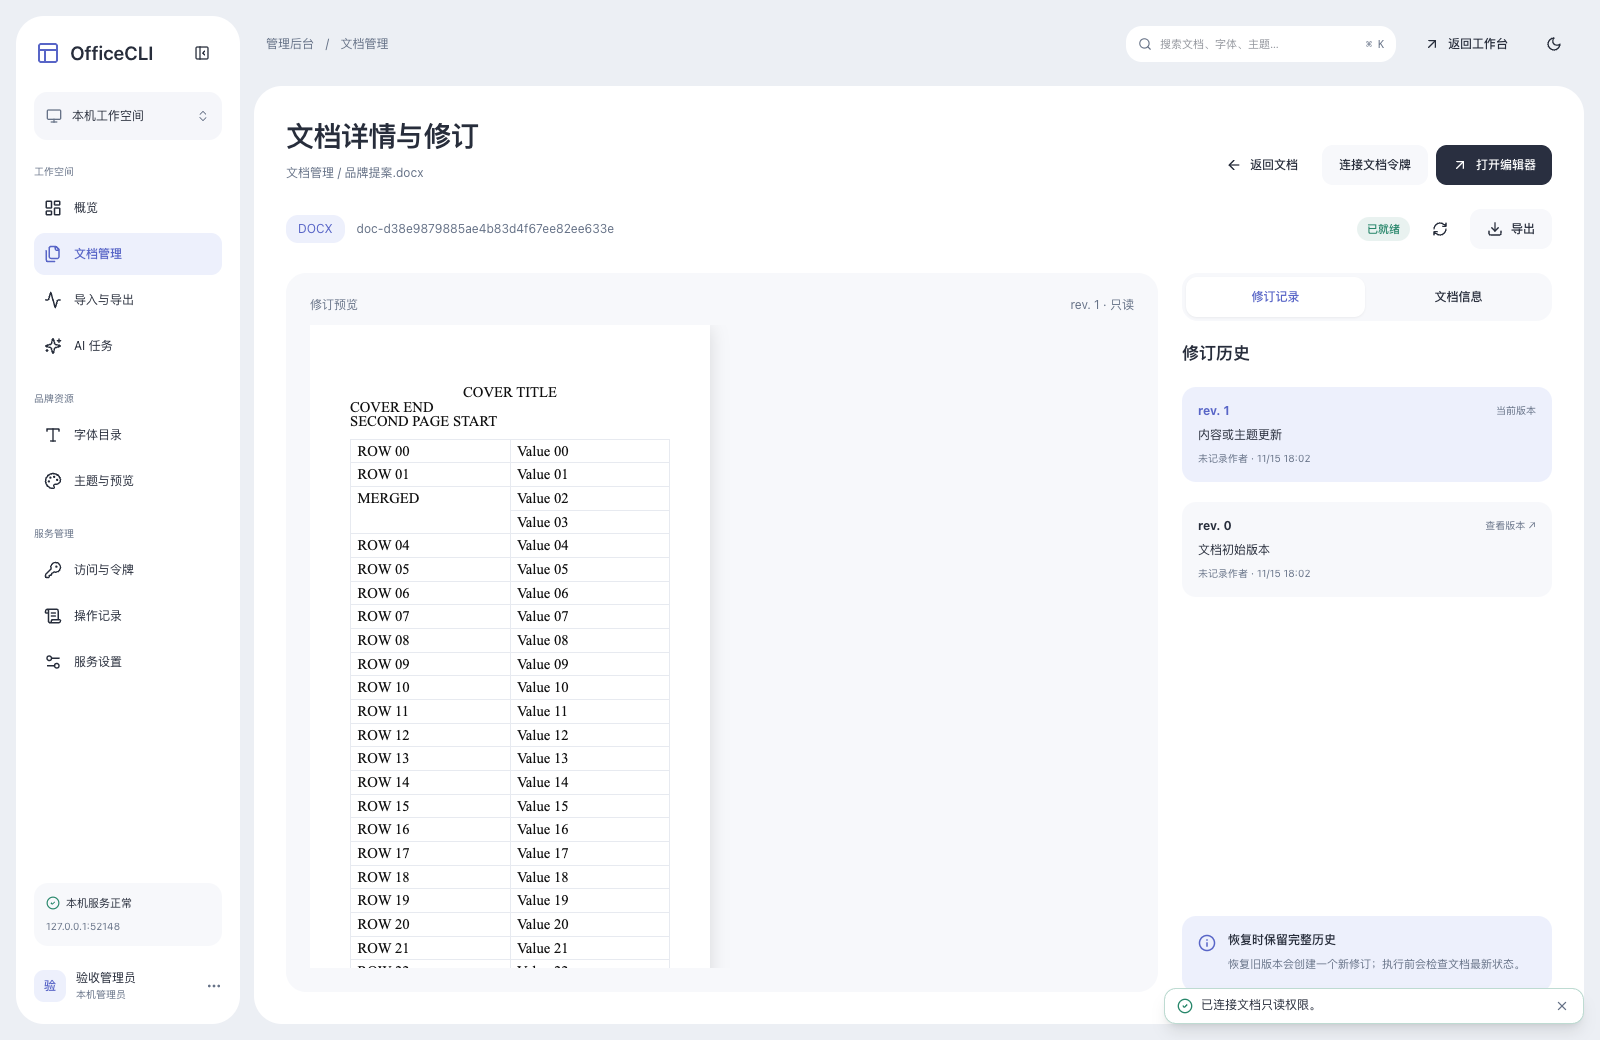 OfficeCLI
本机工作空间
工作空间
概览
文档管理
导入与导出
AI 任务
品牌资源
字体目录
主题与预览
服务管理
访问与令牌
操作记录
服务设置
本机服务正常
127.0.0.1:52148
验
验收管理员
本机管理员
管理后台 / 文档管理
搜索文档、字体、主题...
⌘ K
返回工作台
文档详情与修订
文档管理 / 品牌提案.docx
返回文档
连接文档令牌
打开编辑器
DOCX
doc-d38e9879885ae4b83d4f67ee82ee633e
已就绪
导出
修订预览
rev. 1 · 只读
COVER TITLE
COVER END
SECOND PAGE START
ROW 00 Value 00
ROW 01 Value 01
MERGED Value 02
Value 03
ROW 04 Value 04
ROW 05 Value 05
ROW 06 Value 06
ROW 07 Value 07
ROW 08 Value 08
ROW 09 Value 09
ROW 10 Value 10
ROW 11 Value 11
ROW 12 Value 12
ROW 13 Value 13
ROW 14 Value 14
ROW 15 Value 15
ROW 16 Value 16
ROW 17 Value 17
ROW 18 Value 18
ROW 19 Value 19
ROW 20 Value 20
ROW 21 Value 21
修订记录
文档信息
修订历史
rev. 1
当前版本
内容或主题更新
未记录作者 · 11/15 18:02
rev. 0
查看版本
文档初始版本
未记录作者 · 11/15 18:02
恢复时保留完整历史
恢复旧版本会创建一个新修订；执行前会检查文档最新状态。
已连接文档只读权限。